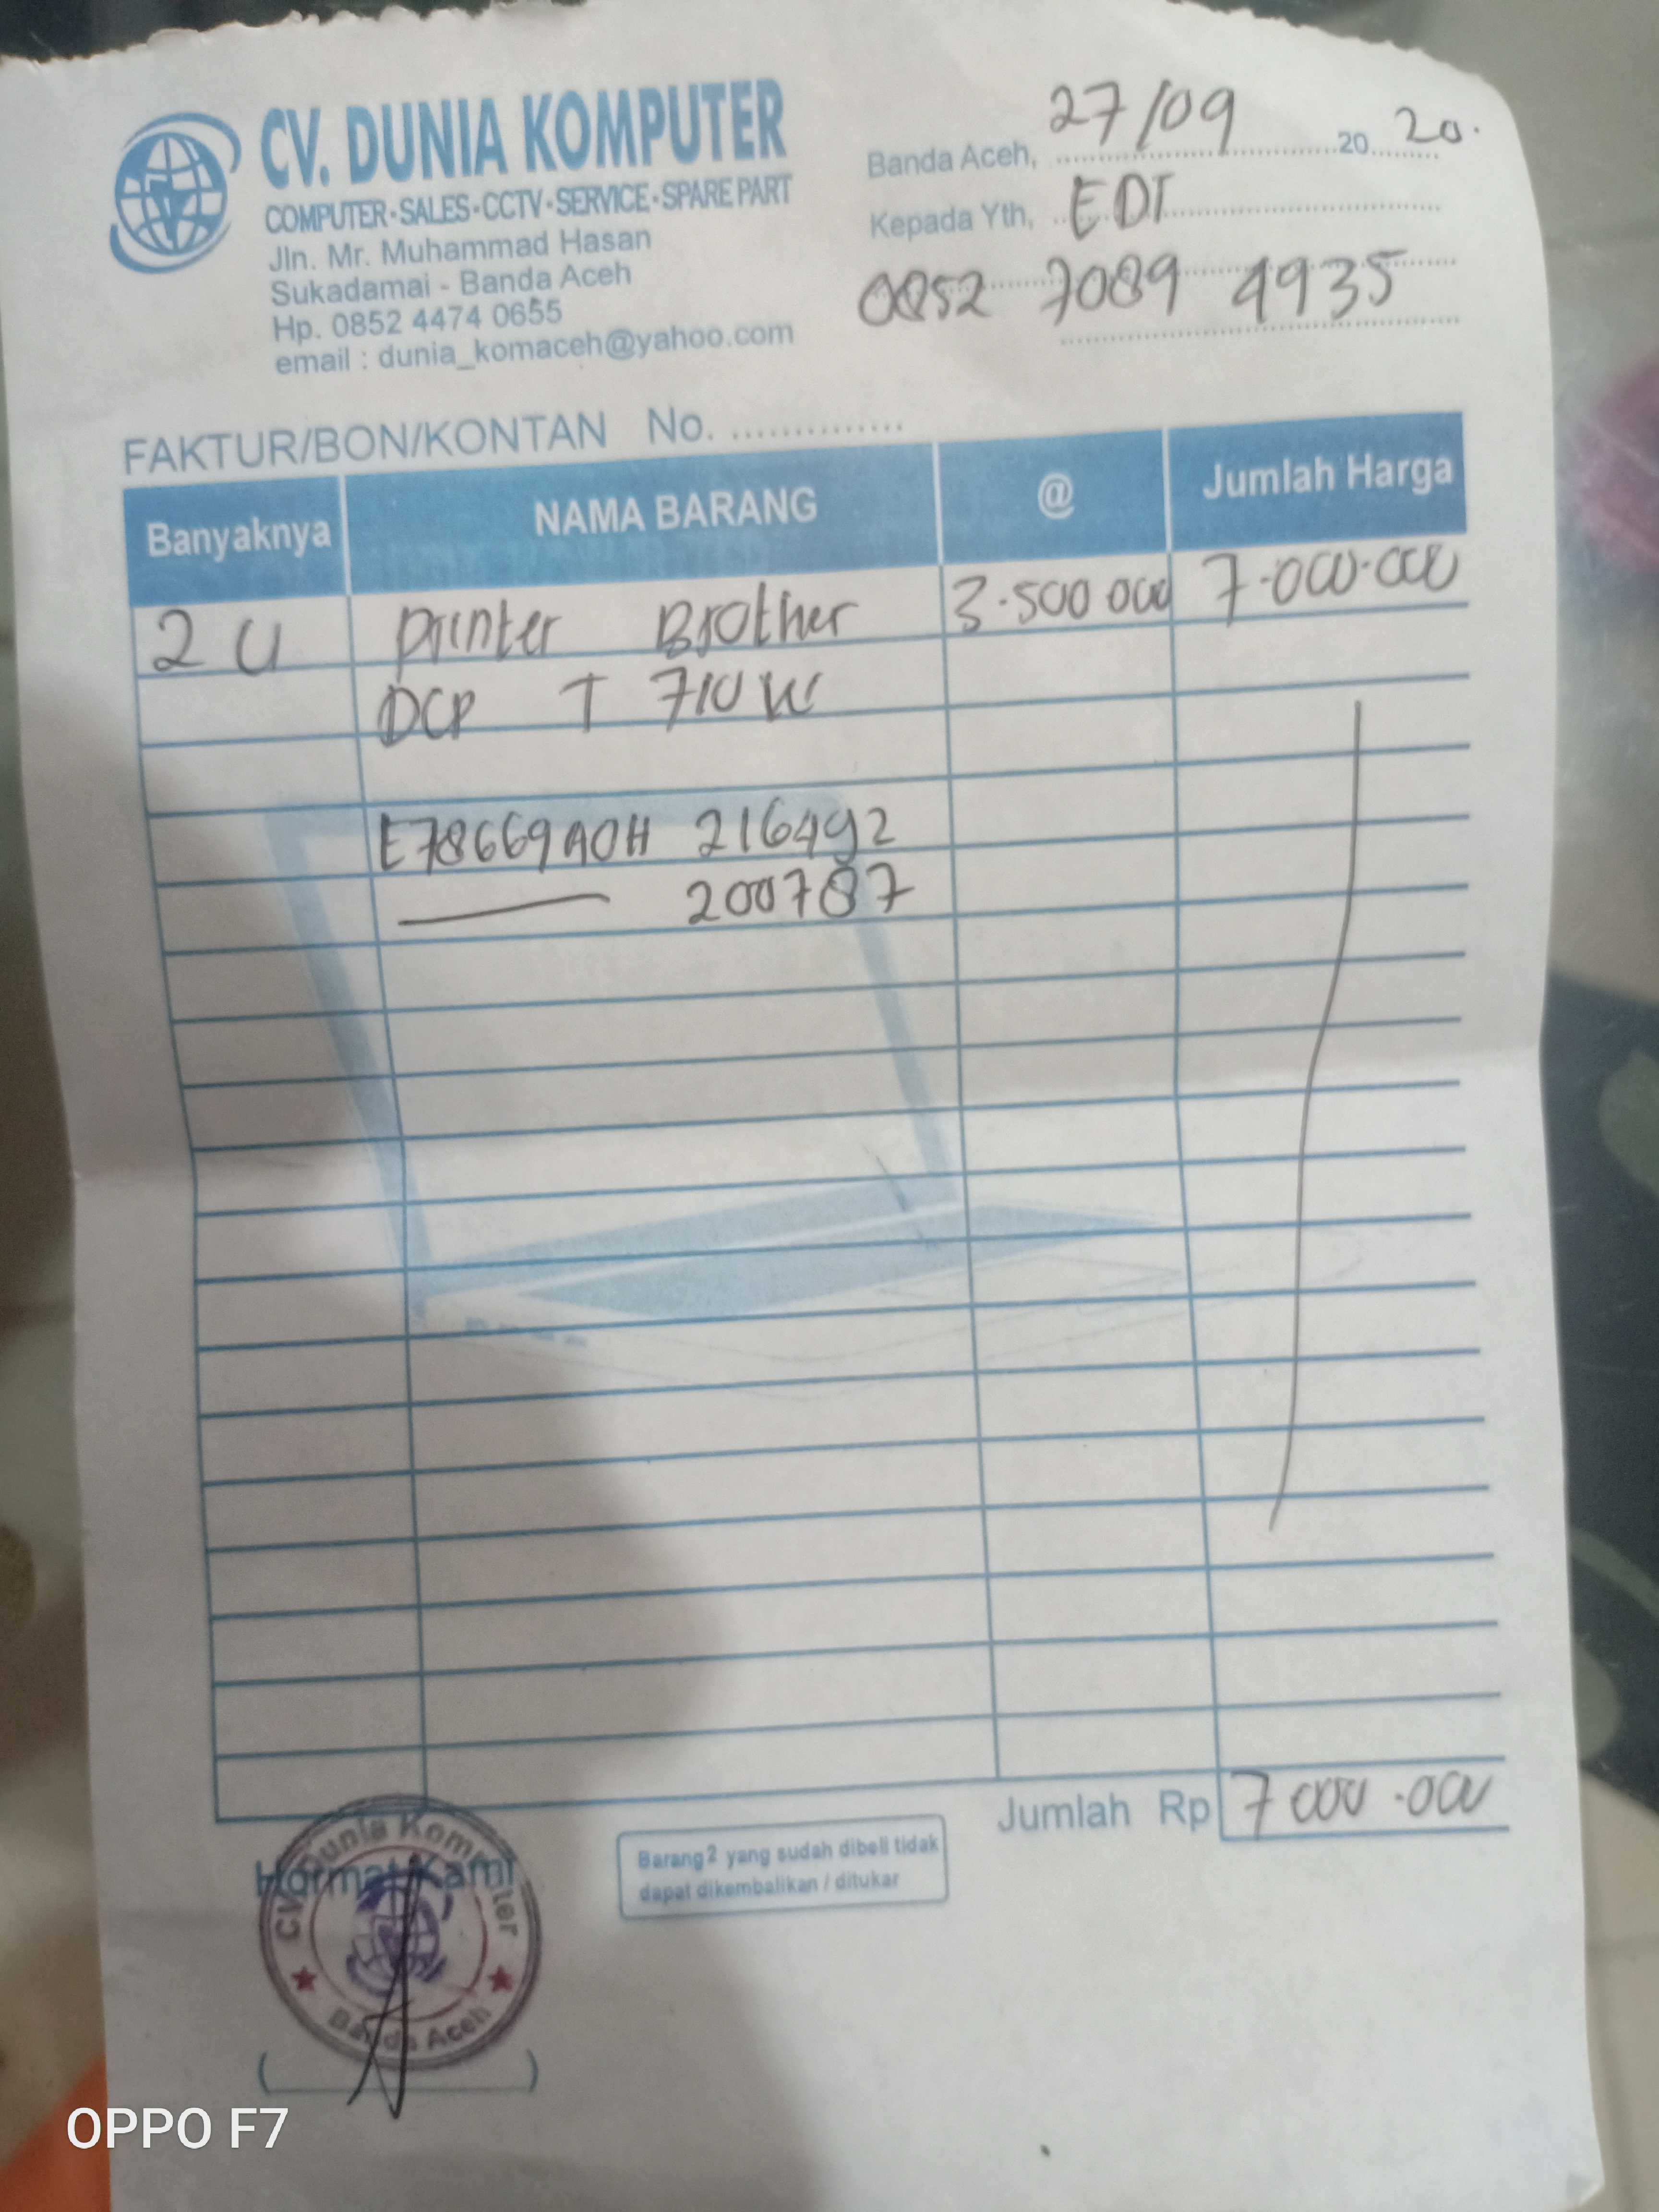 CV. DUNIA KOMPUTER
COMPUTER - SALES - CCTV - SERVICE - SPARE PART
Jln. Mr. Muhammad Hasan
Sukadamai - Banda Aceh
Hp. 0852 4474 0655
email : dunia_komaceh@yahoo.com
Banda Aceh, 27/09 20 20.
Kepada Yth, EDI
0852 7089 4935
FAKTUR/BON/KONTAN No. ..............
Banyaknya NAMA BARANG @ Jumlah Harga
2 U Printer Brother 3.500 000 7.000.000
DCP T 710 W
E78669A0H 216492
—— 200787
Jumlah Rp 7 000.000
Barang2 yang sudah dibeli tidak
dapat dikembalikan / ditukar
Hormat Kami
CV. Dunia Komputer
Banda Aceh
OPPO F7